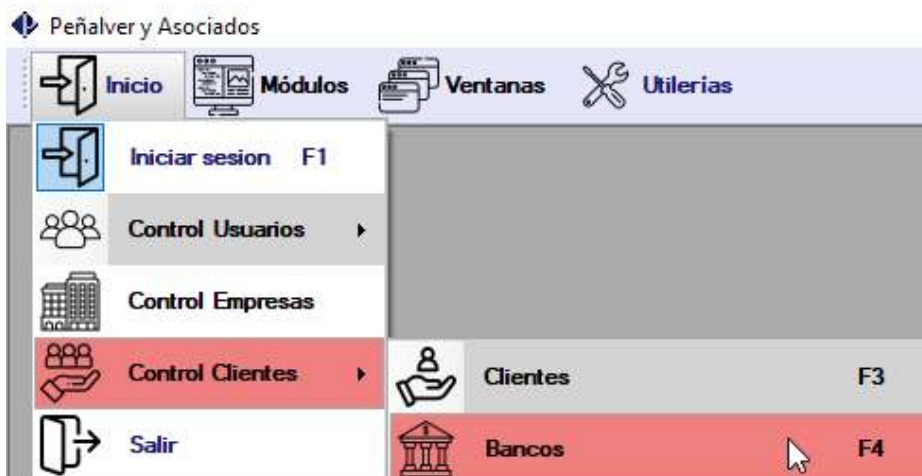 Peñalver y Asociados
Inicio Módulos Ventanas Utilerías
Iniciar sesion F1
Control Usuarios
Control Empresas
Control Clientes
Clientes F3
Salir
Bancos F4